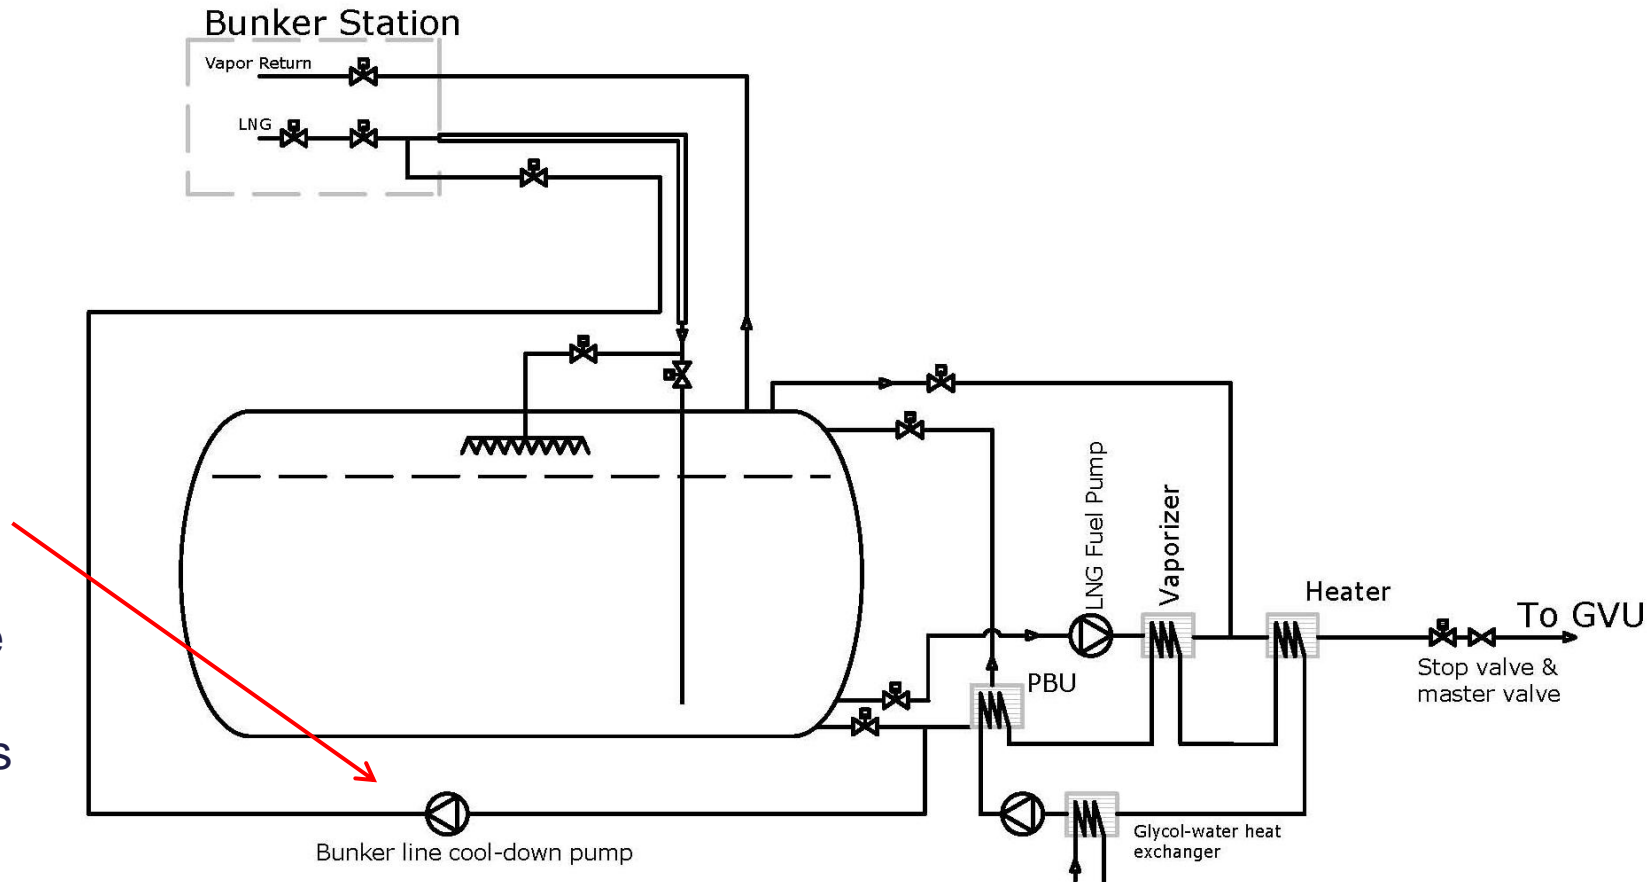 Bunker Station
Vapor Return
LNG
LNG Fuel Pump
Vaporizer
Heater
To GVU
Stop valve &
master valve
PBU
e
s
Bunker line cool-down pump
Glycol-water heat
exchanger